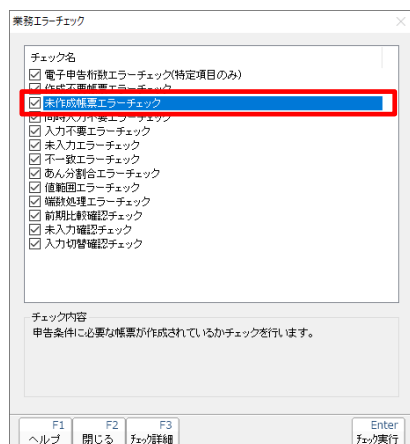 業務エラーチェック
チェック名
電子申告桁数エラーチェック(特定項目のみ)
作成不要帳票エラーチェック
未作成帳票エラーチェック
同時入力不要エラーチェック
入力不要エラーチェック
未入力エラーチェック
不一致エラーチェック
あん分割合エラーチェック
値範囲エラーチェック
端数処理エラーチェック
前期比較確認チェック
未入力確認チェック
入力切替確認チェック
チェック内容
申告条件に必要な帳票が作成されているかチェックを行います。
F1 F2 F3 Enter
ヘルプ 閉じる チェック詳細 チェック実行